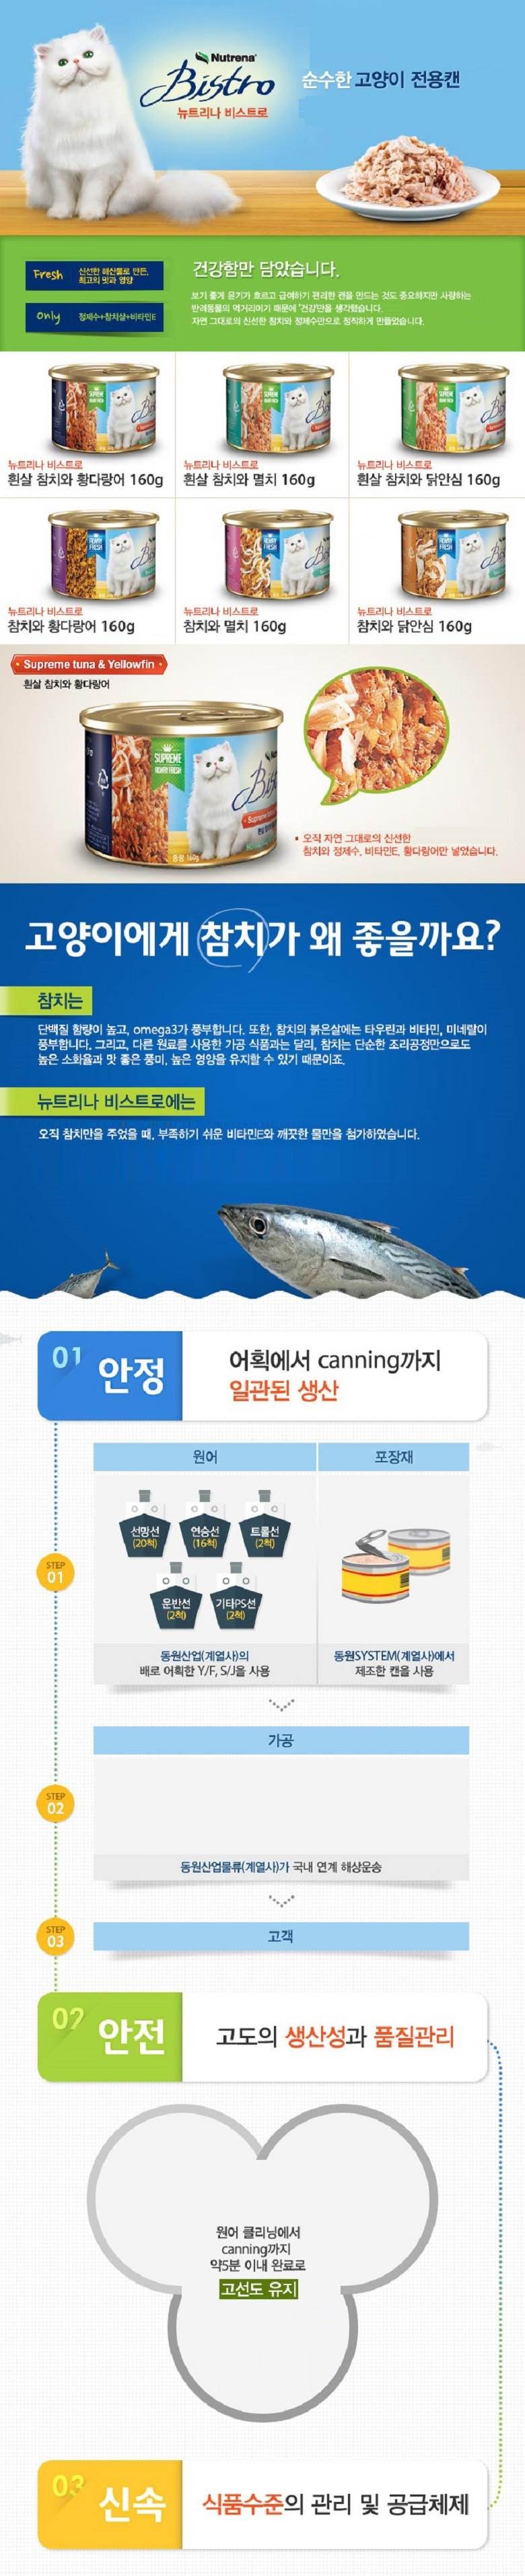 Nutrena
Bistro
뉴트리나 비스트로
순수한 고양이 전용캔
Fresh
신선한 해산물로 만든,
최고의 맛과 영양
Only
정제수+참치살+비타민E
건강함만 담았습니다.
보기 좋게 윤기가 흐르고 급여하기 편리한 캔을 만드는 것도 중요하지만 사랑하는
반려동물의 먹거리이기 때문에 '건강'만을 생각했습니다.
자연 그대로의 신선한 참치와 정제수만으로 정직하게 만들었습니다.
뉴트리나 비스트로
흰살 참치와 황다랑어 160g
뉴트리나 비스트로
흰살 참치와 멸치 160g
뉴트리나 비스트로
흰살 참치와 닭안심 160g
뉴트리나 비스트로
참치와 황다랑어 160g
뉴트리나 비스트로
참치와 멸치 160g
뉴트리나 비스트로
참치와 닭안심 160g
• Supreme tuna & Yellowfin •
흰살 참치와 황다랑어
SUPREME
중량 160g
• 오직 자연 그대로의 신선한
참치와 정제수, 비타민E, 황다랑어만 넣었습니다.
고양이에게 참치가 왜 좋을까요?
참치는
단백질 함량이 높고, omega3가 풍부합니다. 또한, 참치의 붉은살에는 타우린과 비타민, 미네랄이
풍부합니다. 그리고, 다른 원료를 사용한 가공 식품과는 달리, 참치는 단순한 조리공정만으로도
높은 소화율과 맛 좋은 풍미, 높은 영양을 유지할 수 있기 때문이죠.
뉴트리나 비스트로에는
오직 참치만을 주었을 때, 부족하기 쉬운 비타민E와 깨끗한 물만을 첨가하였습니다.
01 안정
어획에서 canning까지
일관된 생산
STEP
01
원어
포장재
선망선
(20척)
연승선
(16척)
트롤선
(2척)
운반선
(2척)
기타PS선
(2척)
동원산업(계열사)의
배로 어획한 Y/F, S/J을 사용
동원SYSTEM(계열사)에서
제조한 캔을 사용
STEP
02
가공
동원산업물류(계열사)가 국내 연계 해상운송
STEP
03
고객
02 안전
고도의 생산성과 품질관리
원어 클리닝에서
canning까지
약5분 이내 완료로
고선도 유지
03 신속
식품수준의 관리 및 공급체제